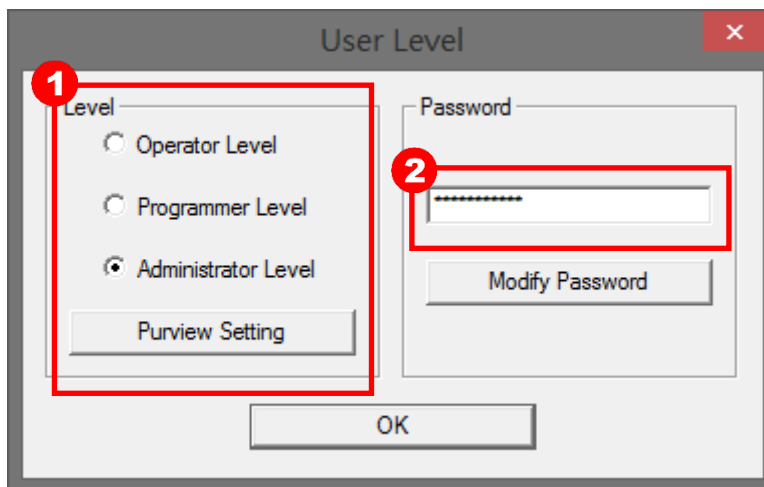 User Level
1
Level
Operator Level
Programmer Level
Administrator Level
Purview Setting
Password
2
***********
Modify Password
OK